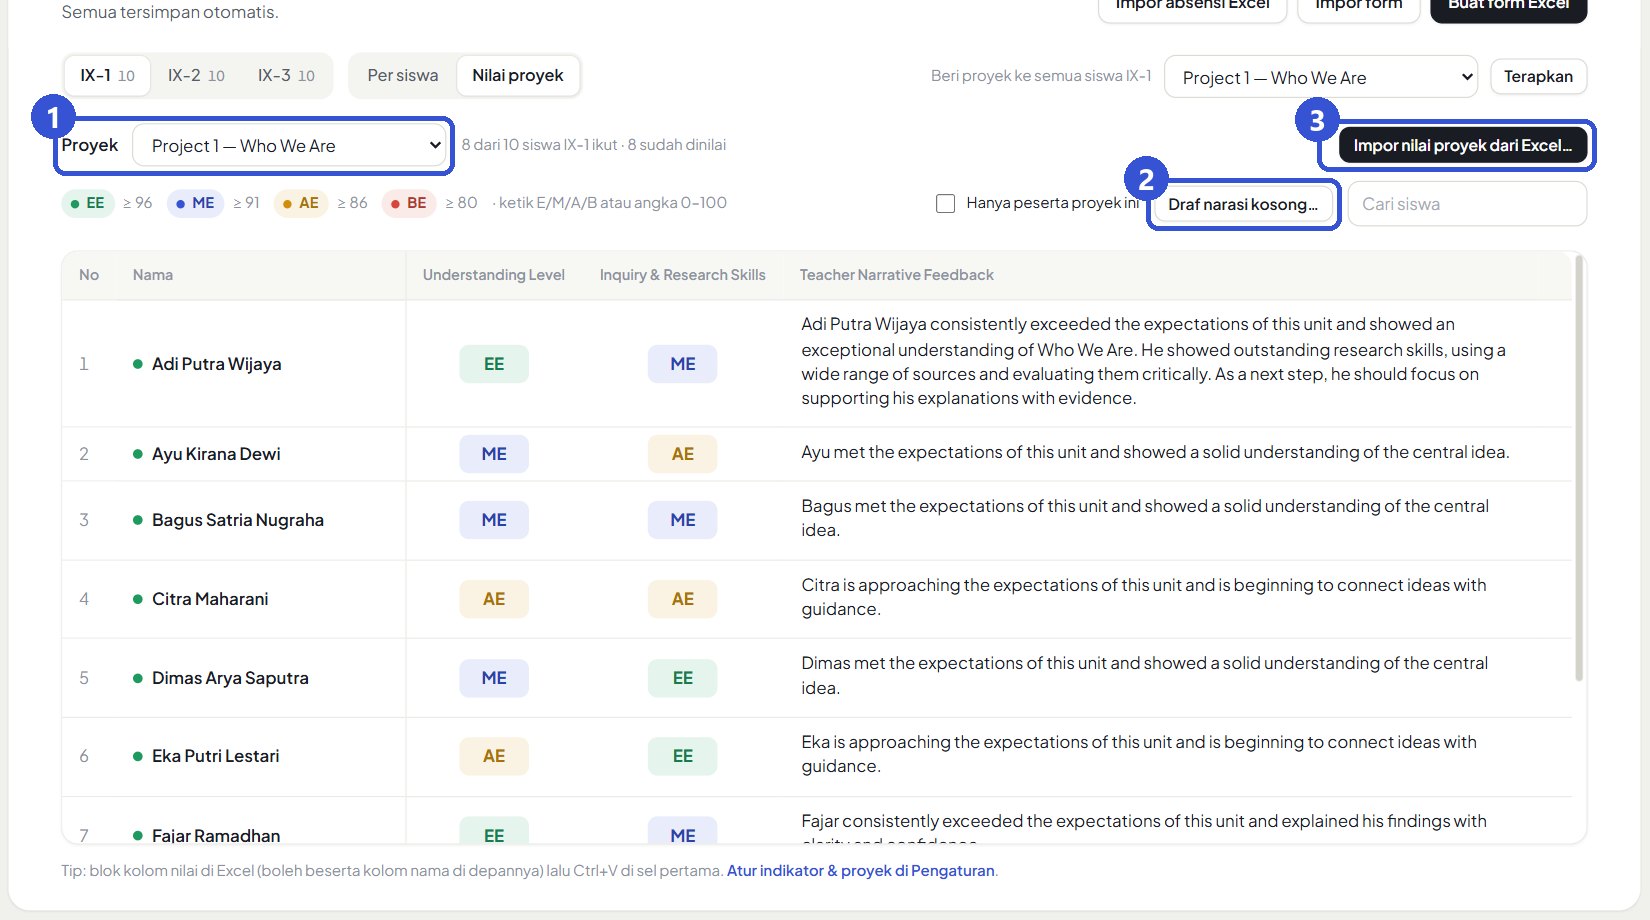 Semua tersimpan otomatis.
Impor absensi Excel Impor form Buat form Excel
IX-1 10 IX-2 10 IX-3 10 Per siswa Nilai proyek Beri proyek ke semua siswa IX-1 Project 1 — Who We Are Terapkan
1 Proyek Project 1 — Who We Are 8 dari 10 siswa IX-1 ikut · 8 sudah dinilai 3 Impor nilai proyek dari Excel...
EE ≥ 96 ME ≥ 91 AE ≥ 86 BE ≥ 80 · ketik E/M/A/B atau angka 0-100 Hanya peserta proyek ini 2 Draf narasi kosong... Cari siswa
No Nama Understanding Level Inquiry & Research Skills Teacher Narrative Feedback
1 Adi Putra Wijaya EE ME Adi Putra Wijaya consistently exceeded the expectations of this unit and showed an
exceptional understanding of Who We Are. He showed outstanding research skills, using a
wide range of sources and evaluating them critically. As a next step, he should focus on
supporting his explanations with evidence.
2 Ayu Kirana Dewi ME AE Ayu met the expectations of this unit and showed a solid understanding of the central idea.
3 Bagus Satria Nugraha ME ME Bagus met the expectations of this unit and showed a solid understanding of the central
idea.
4 Citra Maharani AE AE Citra is approaching the expectations of this unit and is beginning to connect ideas with
guidance.
5 Dimas Arya Saputra ME EE Dimas met the expectations of this unit and showed a solid understanding of the central
idea.
6 Eka Putri Lestari AE EE Eka is approaching the expectations of this unit and is beginning to connect ideas with
guidance.
7 Fajar Ramadhan EE ME Fajar consistently exceeded the expectations of this unit and explained his findings with
clarity and confidence.
Tip: blok kolom nilai di Excel (boleh beserta kolom nama di depannya) lalu Ctrl+V di sel pertama. Atur indikator & proyek di Pengaturan.